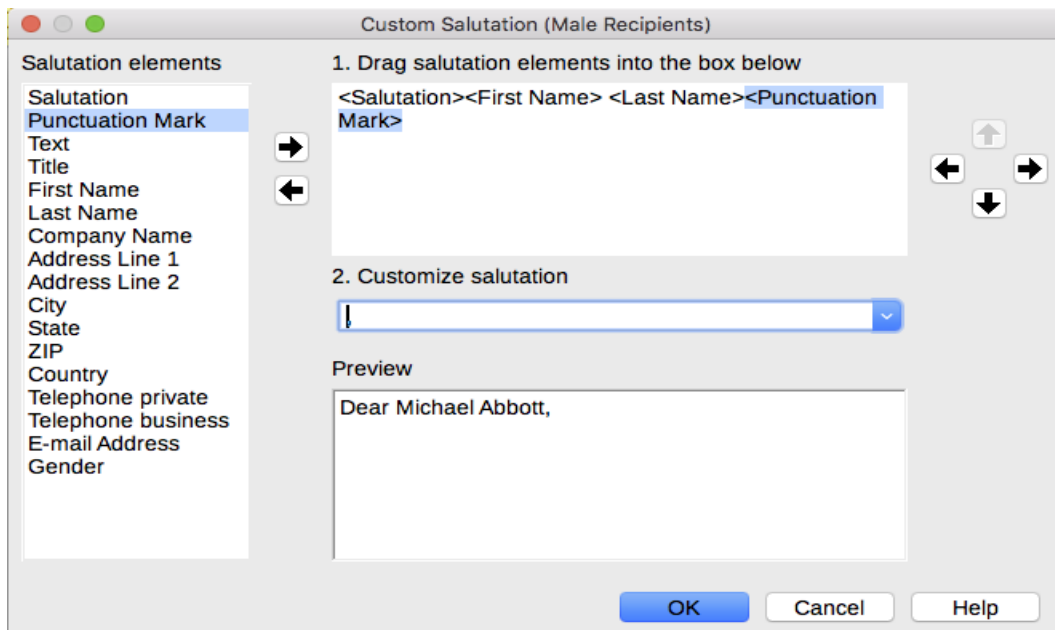 Custom Salutation (Male Recipients)
Salutation elements
Salutation
Punctuation Mark
Text
Title
First Name
Last Name
Company Name
Address Line 1
Address Line 2
City
State
ZIP
Country
Telephone private
Telephone business
E-mail Address
Gender
1. Drag salutation elements into the box below
<Salutation><First Name> <Last Name><Punctuation
Mark>
2. Customize salutation
,
Preview
Dear Michael Abbott,
OK
Cancel
Help